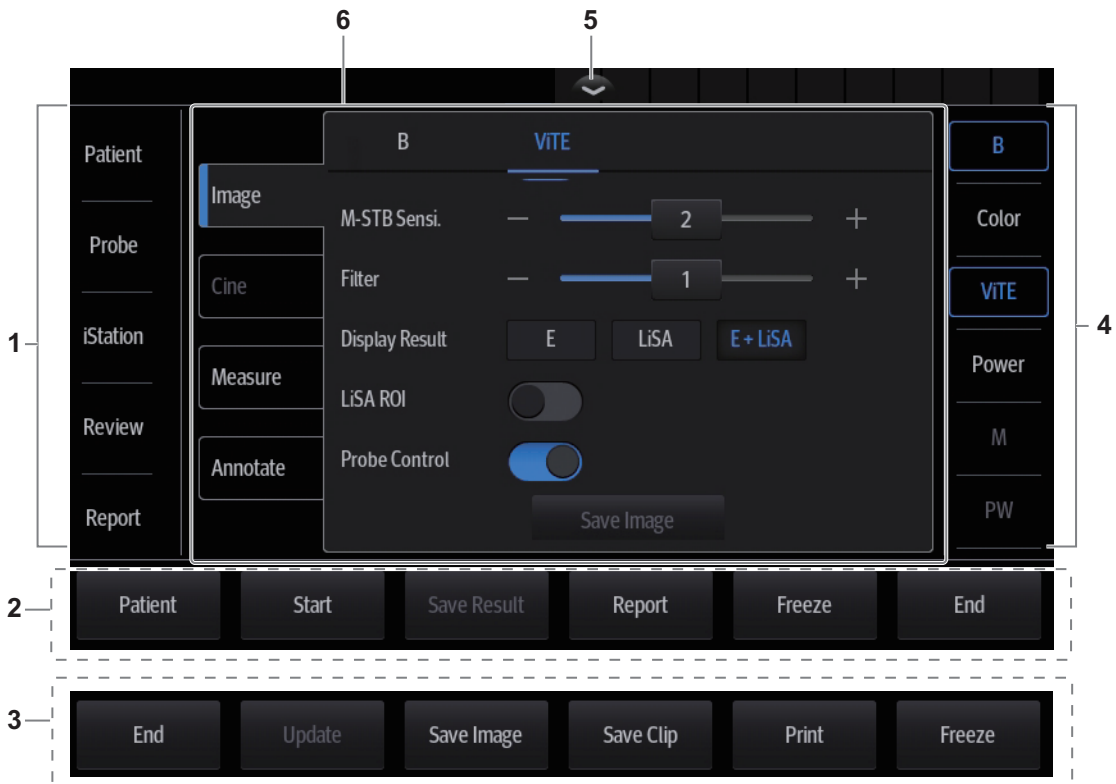 6 5
Patient
Probe
iStation
Review
Report
1
B ViTE
Image
Cine
Measure
Annotate
M-STB Sensi. − 2 +
Filter − 1 +
Display Result E LiSA E + LiSA
LiSA ROI
Probe Control
Save Image
B
Color
ViTE
Power
M
PW
4
2 Patient Start Save Result Report Freeze End
3 End Update Save Image Save Clip Print Freeze